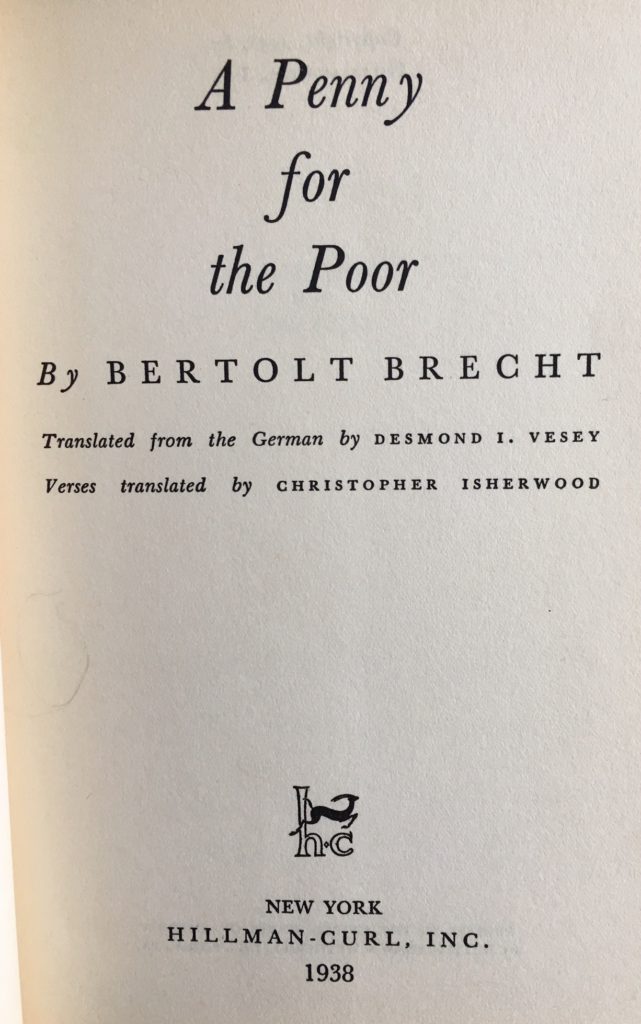 A Penny
for
the Poor
By BERTOLT BRECHT
Translated from the German by DESMOND I. VESEY
Verses translated by CHRISTOPHER ISHERWOOD
h·c
NEW YORK
HILLMAN-CURL, INC.
1938